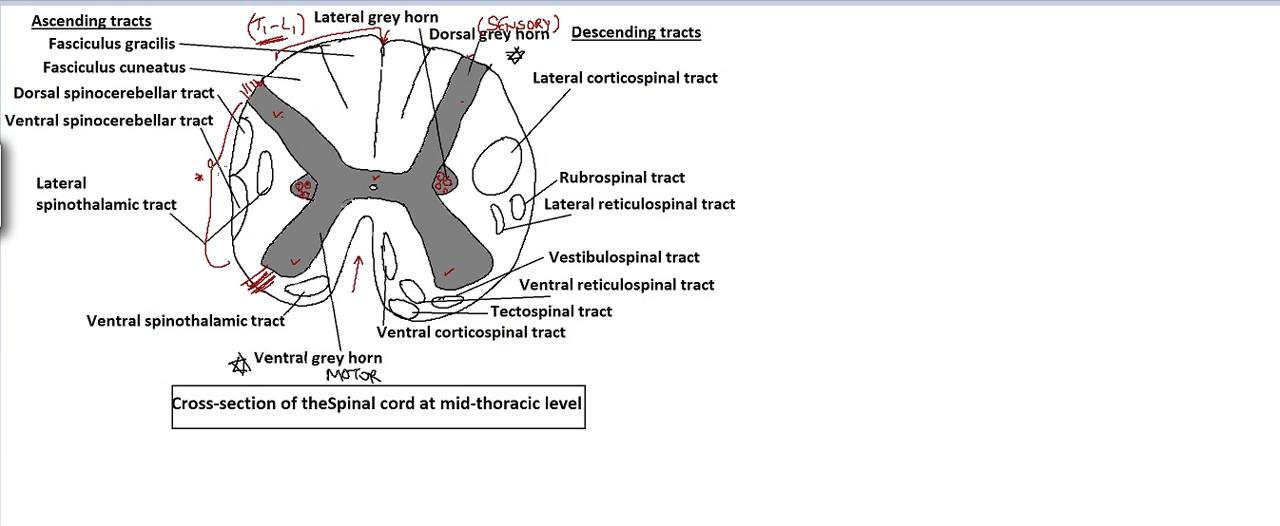 Ascending tracts
Fasciculus gracilis
Fasciculus cuneatus
Dorsal spinocerebellar tract
Ventral spinocerebellar tract
Lateral
spinothalamic tract
Ventral spinothalamic tract
(T1-L1)
Lateral grey horn
(SENSORY)
Dorsal grey horn
Descending tracts
Lateral corticospinal tract
Rubrospinal tract
Lateral reticulospinal tract
Vestibulospinal tract
Ventral reticulospinal tract
Tectospinal tract
Ventral corticospinal tract
Ventral grey horn
MOTOR
Cross-section of theSpinal cord at mid-thoracic level